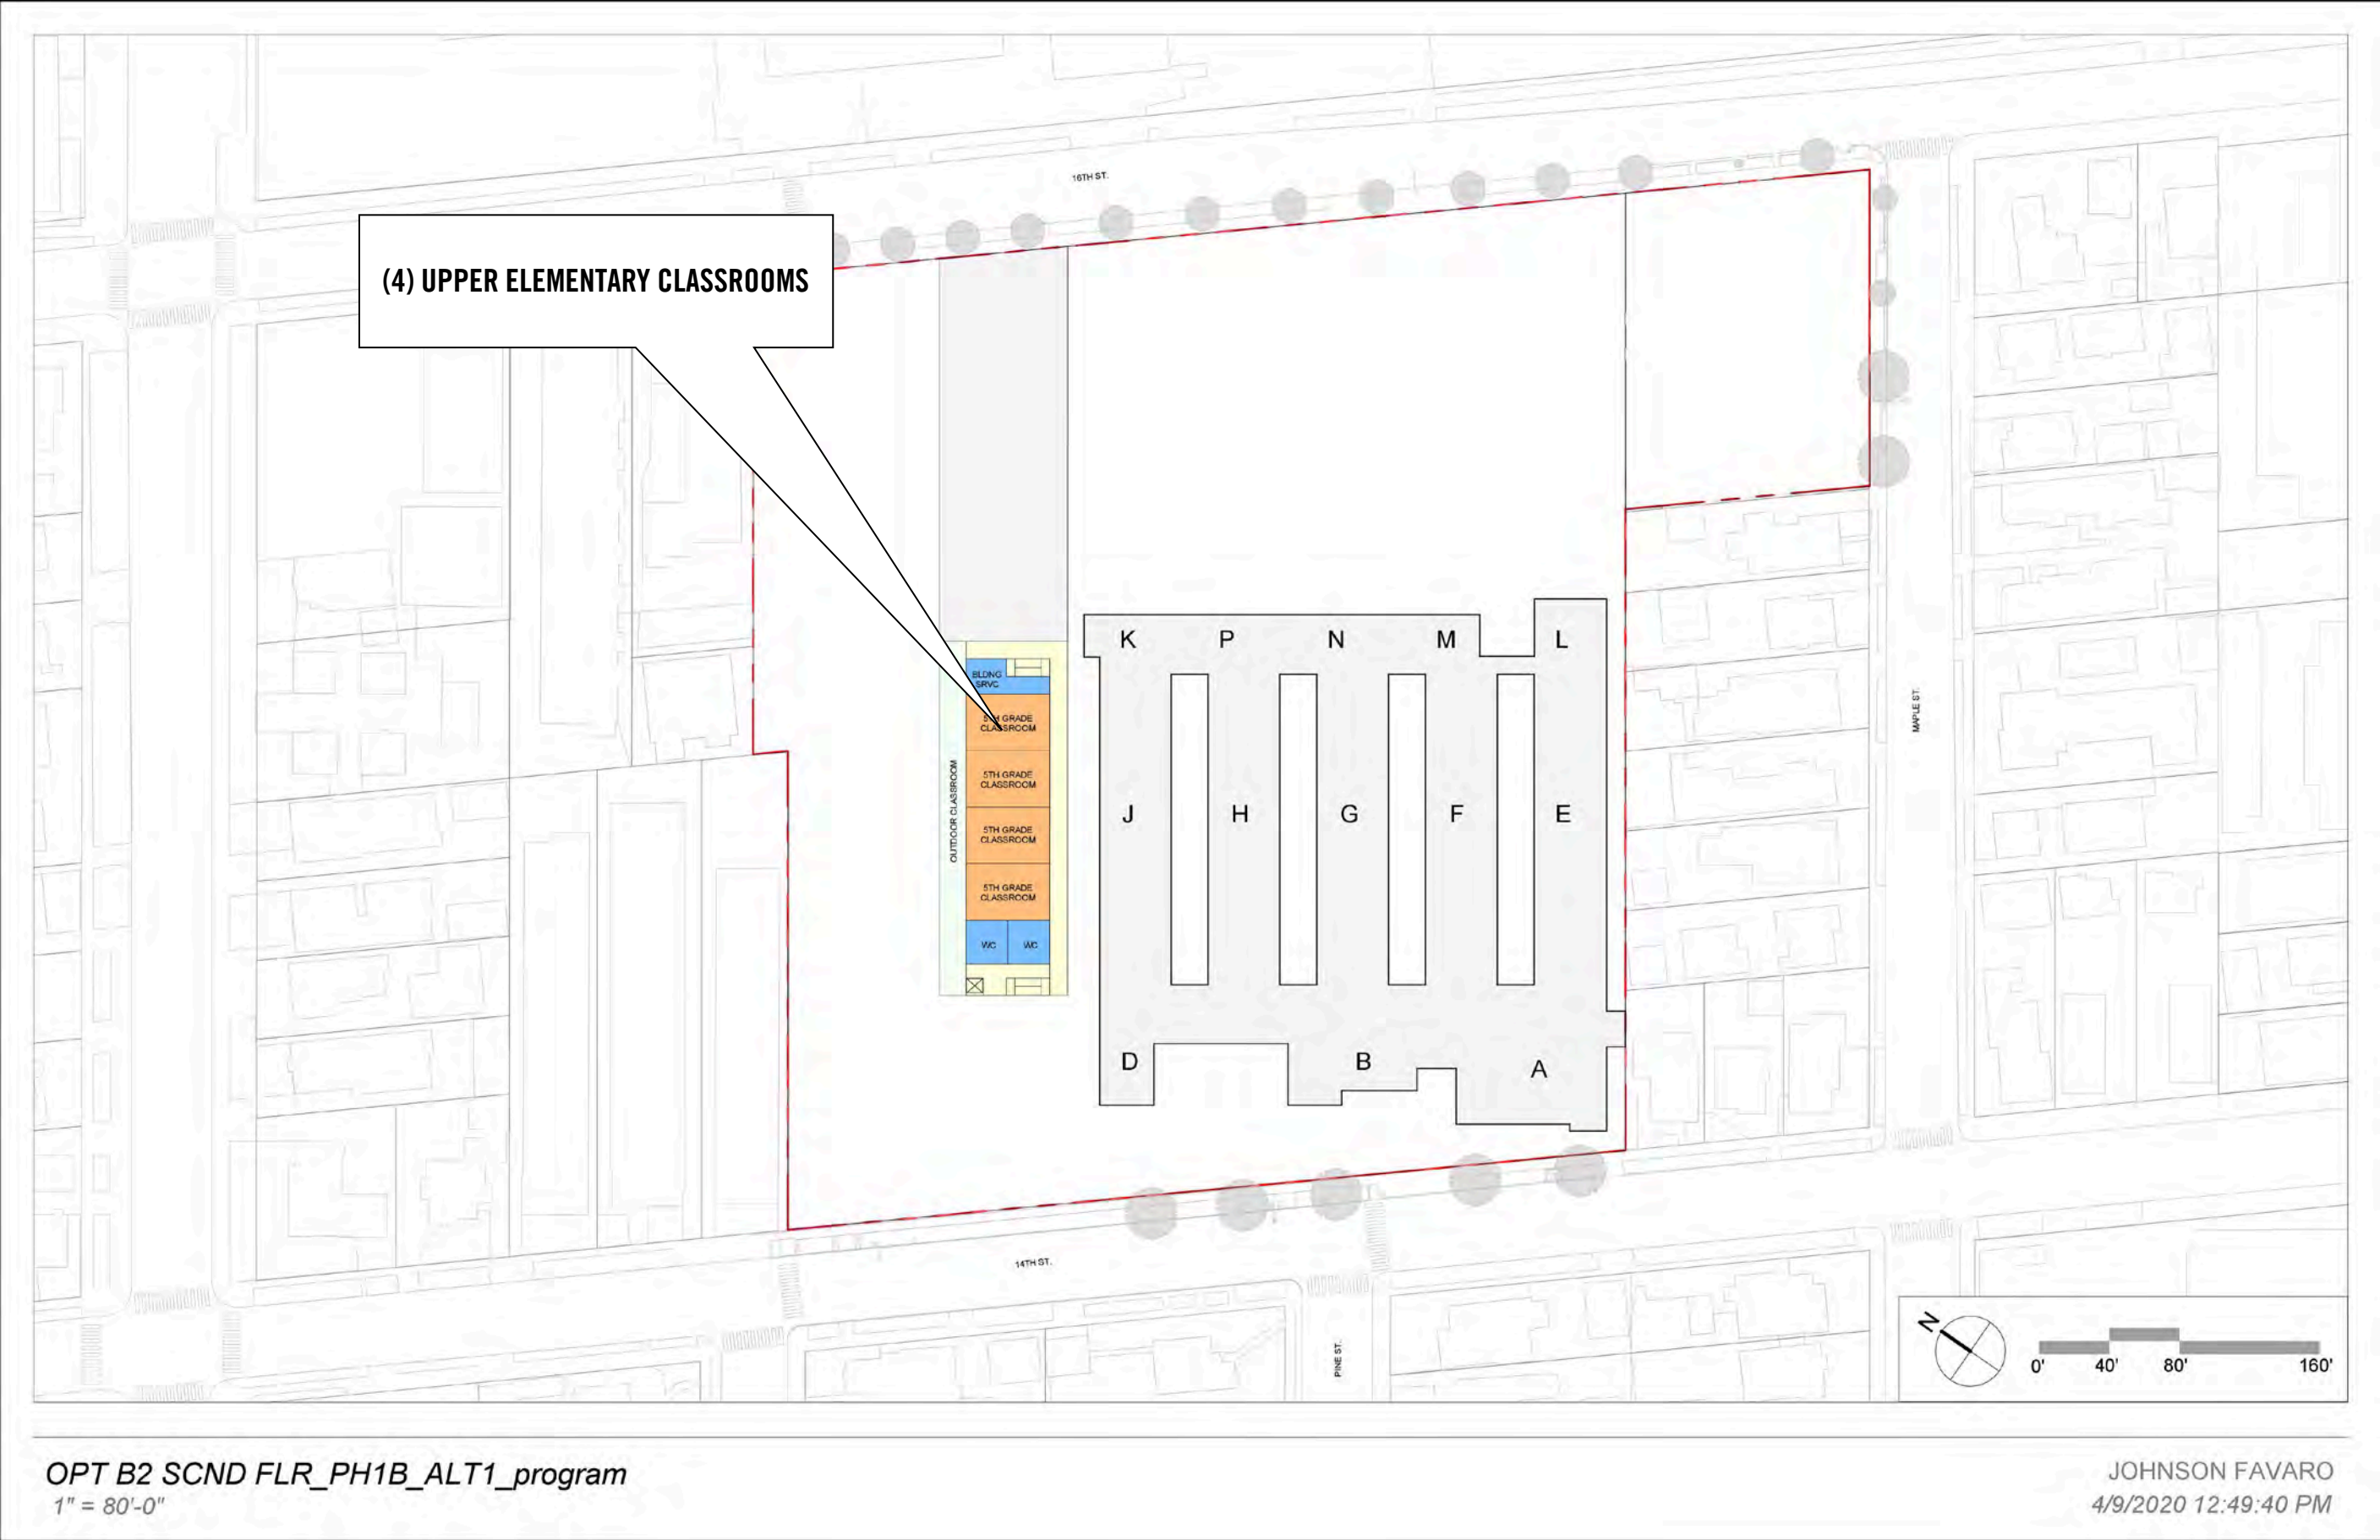 16TH ST.
(4) UPPER ELEMENTARY CLASSROOMS
K P N M L
BLDNG
SRVC
5TH GRADE
CLASSROOM
5TH GRADE
CLASSROOM
5TH GRADE
CLASSROOM
5TH GRADE
CLASSROOM
OUTDOOR CLASSROOM
WC WC
J H G F E
D B A
MAPLE ST.
14TH ST.
PINE ST.
N
0' 40' 80' 160'
OPT B2 SCND FLR_PH1B_ALT1_program
1" = 80'-0"
JOHNSON FAVARO
4/9/2020 12:49:40 PM